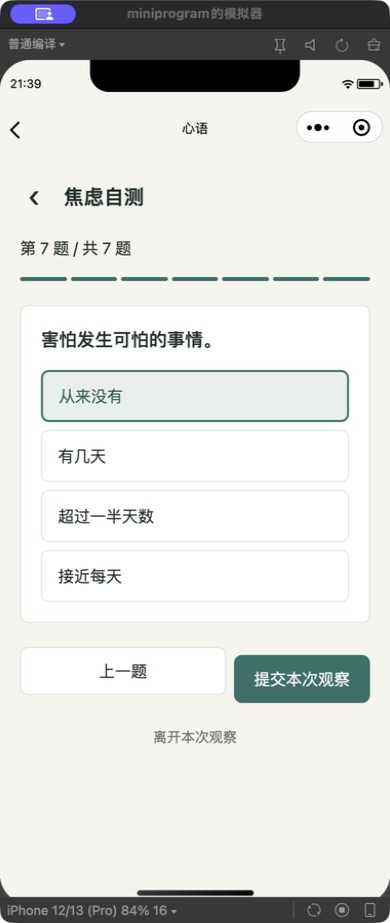 miniprogram的模拟器
普通编译
21:39
心语
焦虑自测
第 7 题 / 共 7 题
害怕发生可怕的事情。
从来没有
有几天
超过一半天数
接近每天
上一题
提交本次观察
离开本次观察
iPhone 12/13 (Pro) 84% 16